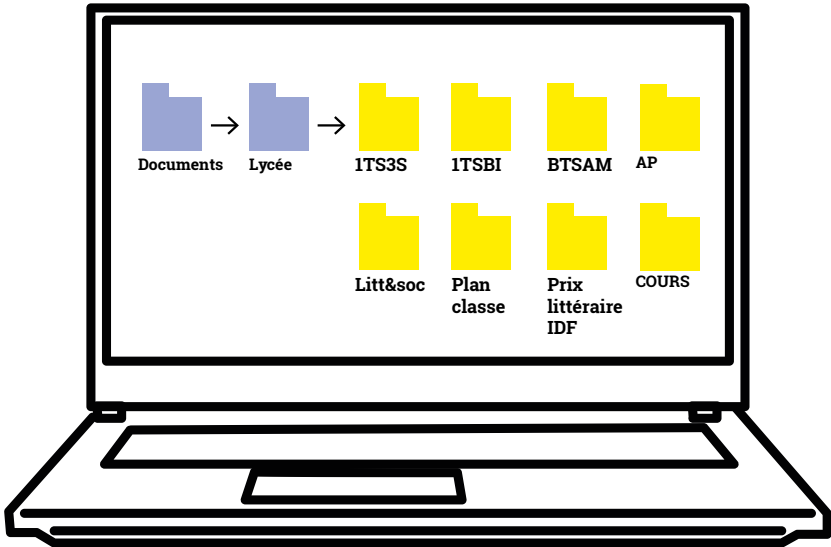 Documents
Lycée
1TS3S
1TSBI
BTSAM
AP
Litt&soc
Plan
classe
Prix
littéraire
IDF
COURS